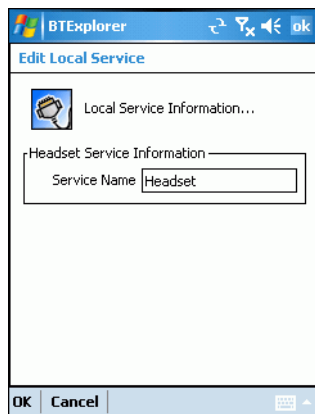 BTExplorer ok
Edit Local Service
Local Service Information...
Headset Service Information
Service Name Headset
OK Cancel